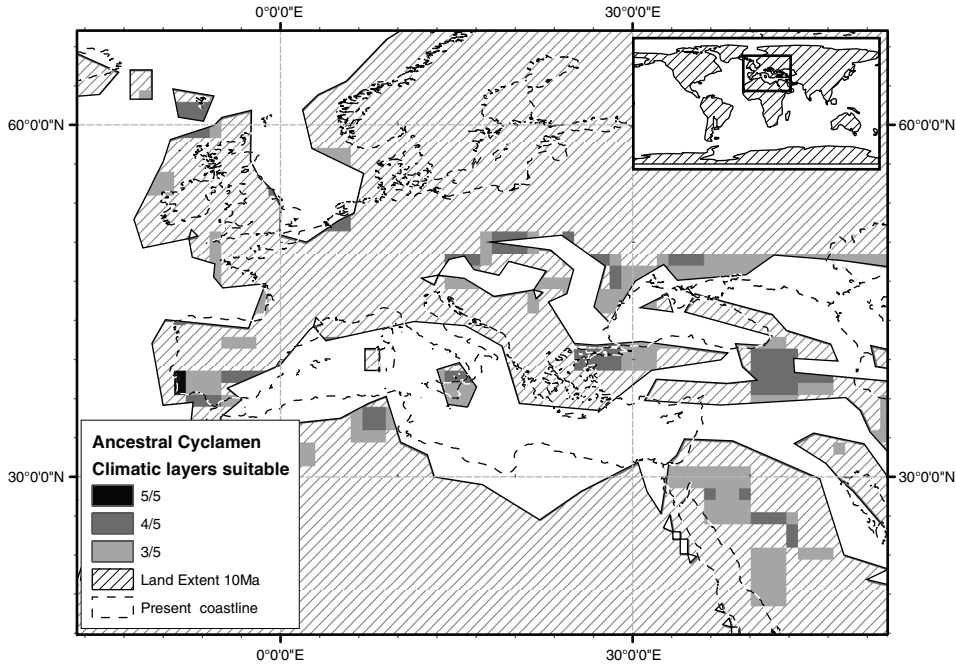 0°0'0"E
30°0'0"E
60°0'0"N
60°0'0"N
30°0'0"N
30°0'0"N
Ancestral Cyclamen
Climatic layers suitable
5/5
4/5
3/5
Land Extent 10Ma
Present coastline
0°0'0"E
30°0'0"E